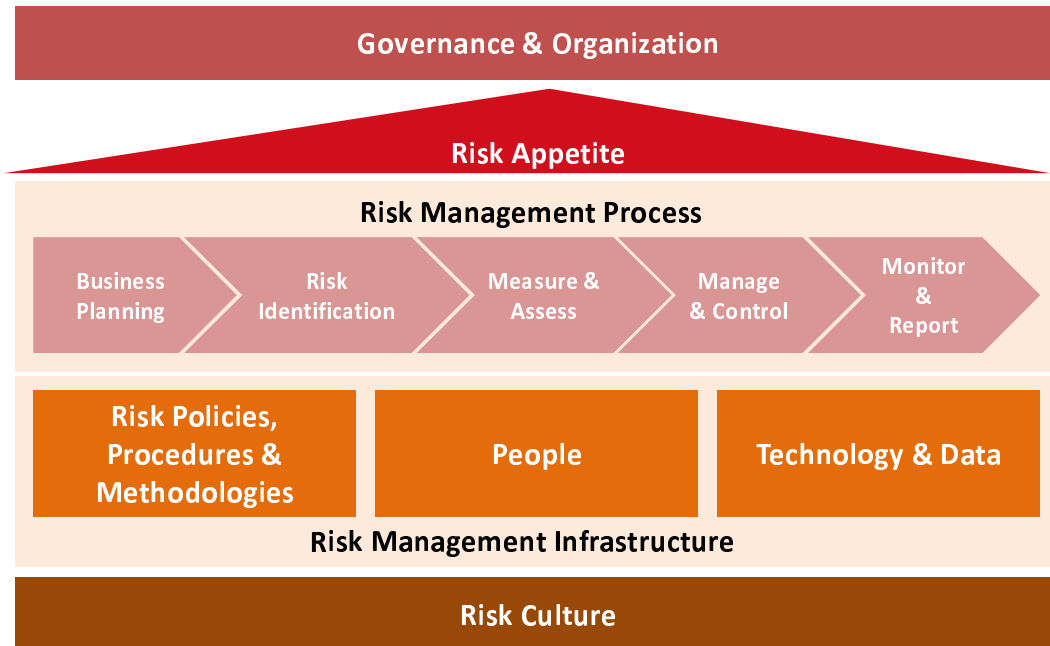 Governance & Organization
Risk Appetite
Risk Management Process
Business
Planning
Risk
Identification
Measure &
Assess
Manage
& Control
Monitor
&
Report
Risk Policies,
Procedures &
Methodologies
People
Technology & Data
Risk Management Infrastructure
Risk Culture